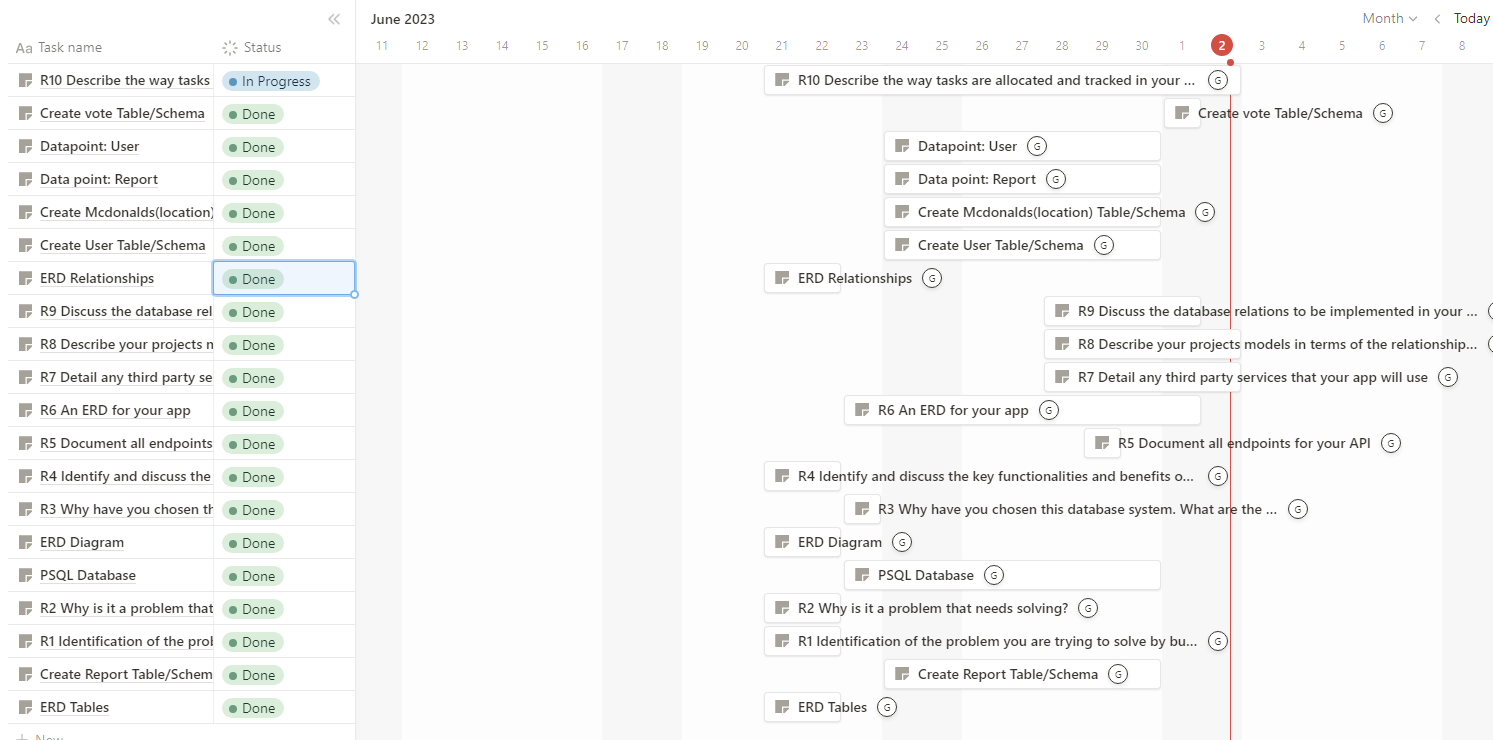 June 2023
Month
Today
Aa Task name
Status
11 12 13 14 15 16 17 18 19 20 21 22 23 24 25 26 27 28 29 30 1 2 3 4 5 6 7 8
R10 Describe the way tasks In Progress R10 Describe the way tasks are allocated and tracked in your ... G
Create vote Table/Schema Done Create vote Table/Schema G
Datapoint: User Done Datapoint: User G
Data point: Report Done Data point: Report G
Create Mcdonalds(location) Done Create Mcdonalds(location) Table/Schema G
Create User Table/Schema Done Create User Table/Schema G
ERD Relationships Done ERD Relationships G
R9 Discuss the database rel Done R9 Discuss the database relations to be implemented in your ...
R8 Describe your projects m Done R8 Describe your projects models in terms of the relationship...
R7 Detail any third party se Done R7 Detail any third party services that your app will use G
R6 An ERD for your app Done R6 An ERD for your app G
R5 Document all endpoints Done R5 Document all endpoints for your API G
R4 Identify and discuss the Done R4 Identify and discuss the key functionalities and benefits o... G
R3 Why have you chosen th Done R3 Why have you chosen this database system. What are the ... G
ERD Diagram Done ERD Diagram G
PSQL Database Done PSQL Database G
R2 Why is it a problem that Done R2 Why is it a problem that needs solving? G
R1 Identification of the prob Done R1 Identification of the problem you are trying to solve by bu... G
Create Report Table/Schem Done Create Report Table/Schema G
ERD Tables Done ERD Tables G
New